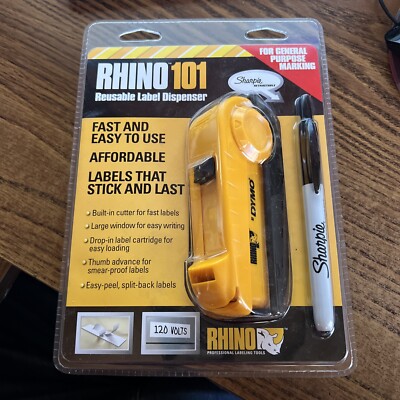 RHINO™101
Reusable Label Dispenser
FOR GENERAL
PURPOSE
MARKING
Sharpie
FAST AND
EASY TO USE
AFFORDABLE
LABELS THAT
STICK AND LAST
• Built-in cutter for fast labels
• Large window for easy writing
• Drop-in label cartridge for
easy loading
• Thumb advance for
smear-proof labels
• Easy-peel, split-back labels
DYMO
Sharpie
120 VOLTS
RHINO
PROFESSIONAL LABELING TOOLS